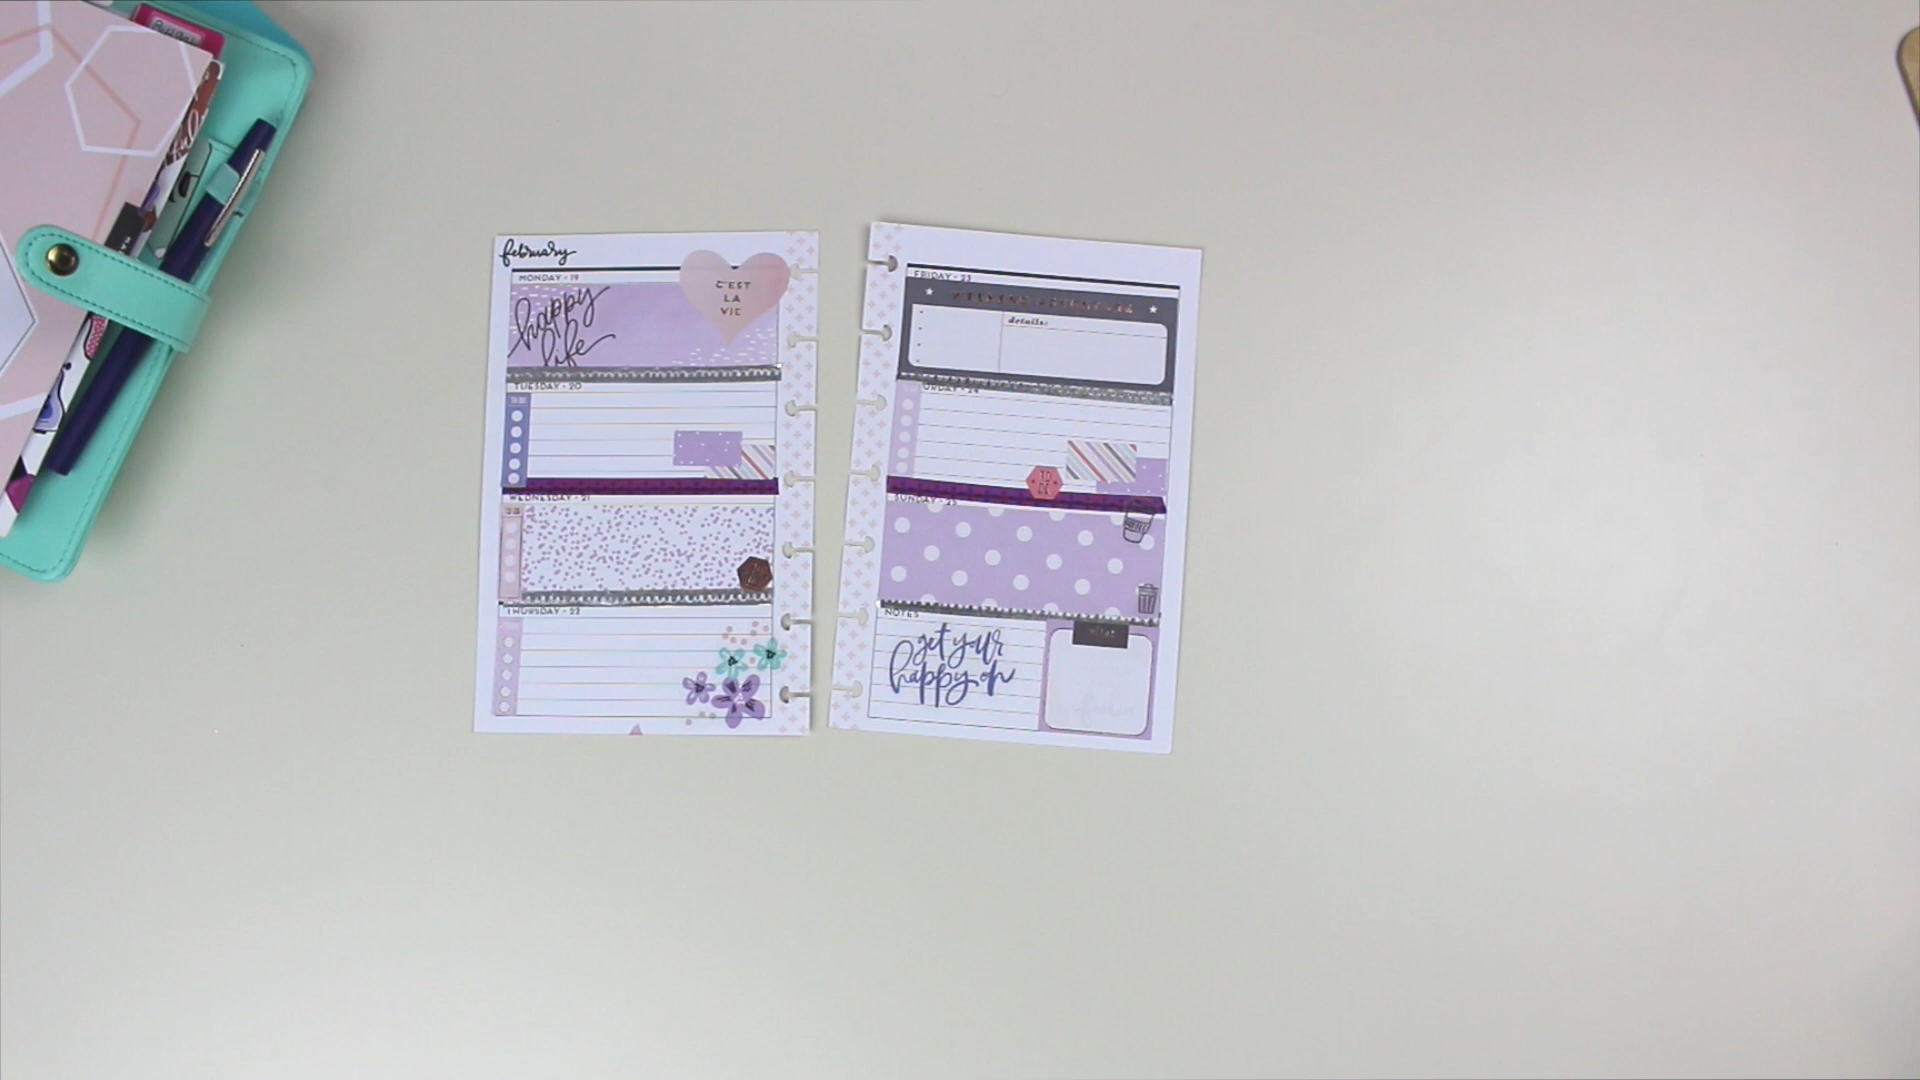 february
MONDAY - 19
happy
life
C'EST
LA
VIE
TUESDAY - 20
WEDNESDAY - 21
THURSDAY - 22
FRIDAY - 23
details:
SUNDAY - 25
NOTES
get your
happy on